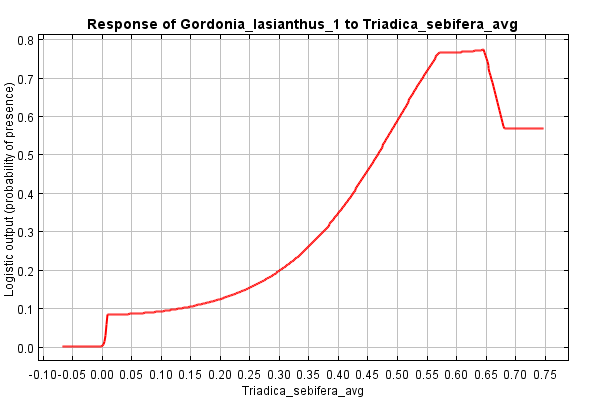 Response of Gordonia_lasianthus_1 to Triadica_sebifera_avg
Logistic output (probability of presence)
0.8
0.7
0.6
0.5
0.4
0.3
0.2
0.1
0.0
-0.10 -0.05 0.00 0.05 0.10 0.15 0.20 0.25 0.30 0.35 0.40 0.45 0.50 0.55 0.60 0.65 0.70 0.75
Triadica_sebifera_avg